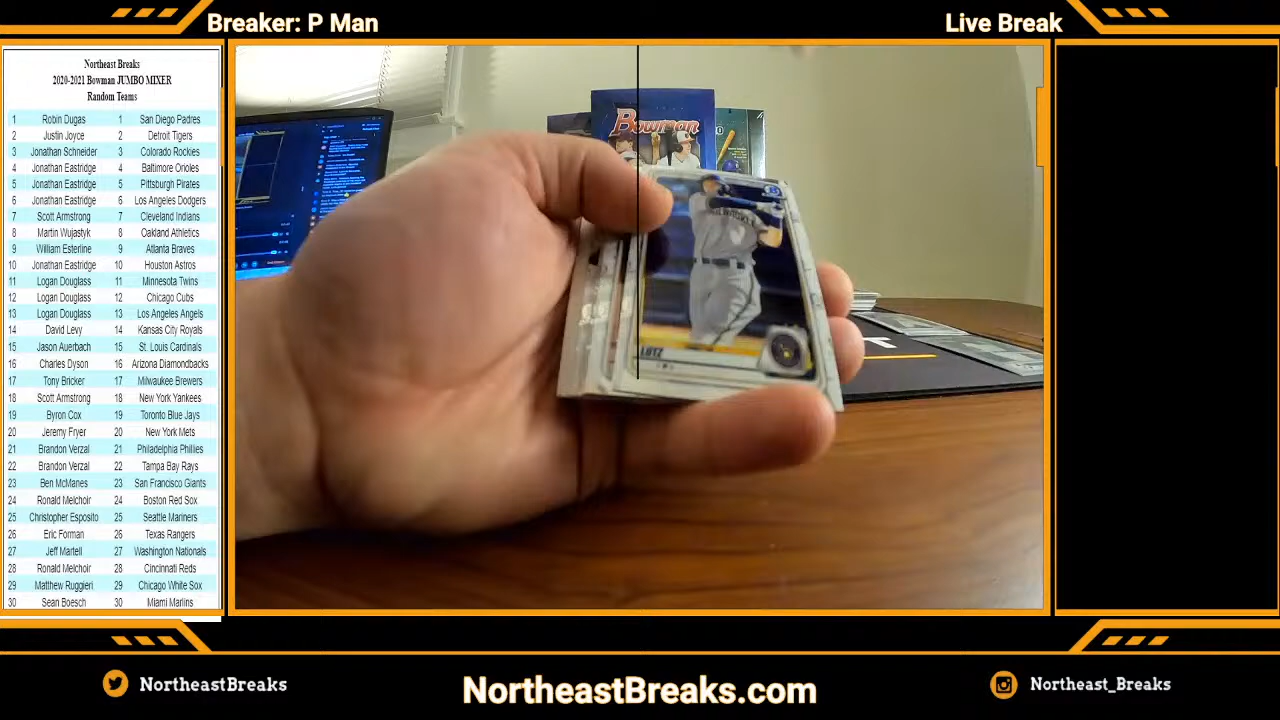 Breaker: P Man
Live Break
Northeast Breaks
2020-2021 Bowman JUMBO MIXER
Random Teams
1 Robin Dugas 1 San Diego Padres
2 Justin Joyce 2 Detroit Tigers
3 Jonathan Schneider 3 Colorado Rockies
4 Jonathan Eastridge 4 Baltimore Orioles
5 Jonathan Eastridge 5 Pittsburgh Pirates
6 Jonathan Eastridge 6 Los Angeles Dodgers
7 Scott Armstrong 7 Cleveland Indians
8 Martin Wujastyk 8 Oakland Athletics
9 William Esterline 9 Atlanta Braves
10 Jonathan Eastridge 10 Houston Astros
11 Logan Douglass 11 Minnesota Twins
12 Logan Douglass 12 Chicago Cubs
13 Logan Douglass 13 Los Angeles Angels
14 David Levy 14 Kansas City Royals
15 Jason Auerbach 15 St. Louis Cardinals
16 Charles Dyson 16 Arizona Diamondbacks
17 Tony Bricker 17 Milwaukee Brewers
18 Scott Armstrong 18 New York Yankees
19 Byron Cox 19 Toronto Blue Jays
20 Jeremy Fryer 20 New York Mets
21 Brandon Verzal 21 Philadelphia Phillies
22 Brandon Verzal 22 Tampa Bay Rays
23 Ben McManes 23 San Francisco Giants
24 Ronald Melchoir 24 Boston Red Sox
25 Christopher Esposito 25 Seattle Mariners
26 Eric Forman 26 Texas Rangers
27 Jeff Martell 27 Washington Nationals
28 Ronald Melchoir 28 Cincinnati Reds
29 Matthew Ruggieri 29 Chicago White Sox
30 Sean Boesch 30 Miami Marlins
Bowman
LUTZ
T
NortheastBreaks
NortheastBreaks.com
Northeast_Breaks